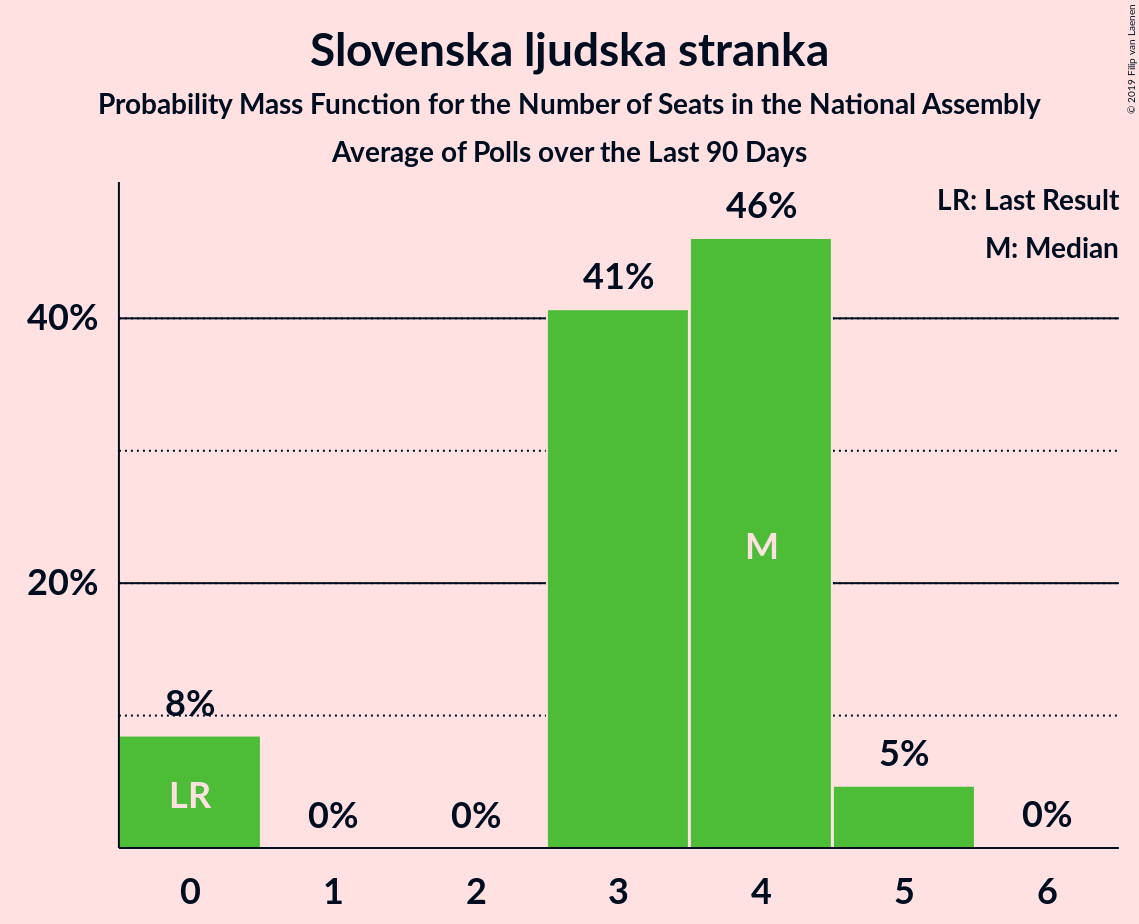 Slovenska ljudska stranka
Probability Mass Function for the Number of Seats in the National Assembly
Average of Polls over the Last 90 Days
© 2019 Filip van Laenen
LR: Last Result
M: Median
46%
41%
40%
M
20%
8%
5%
LR
0%
0%
0%
0
1
2
3
4
5
6